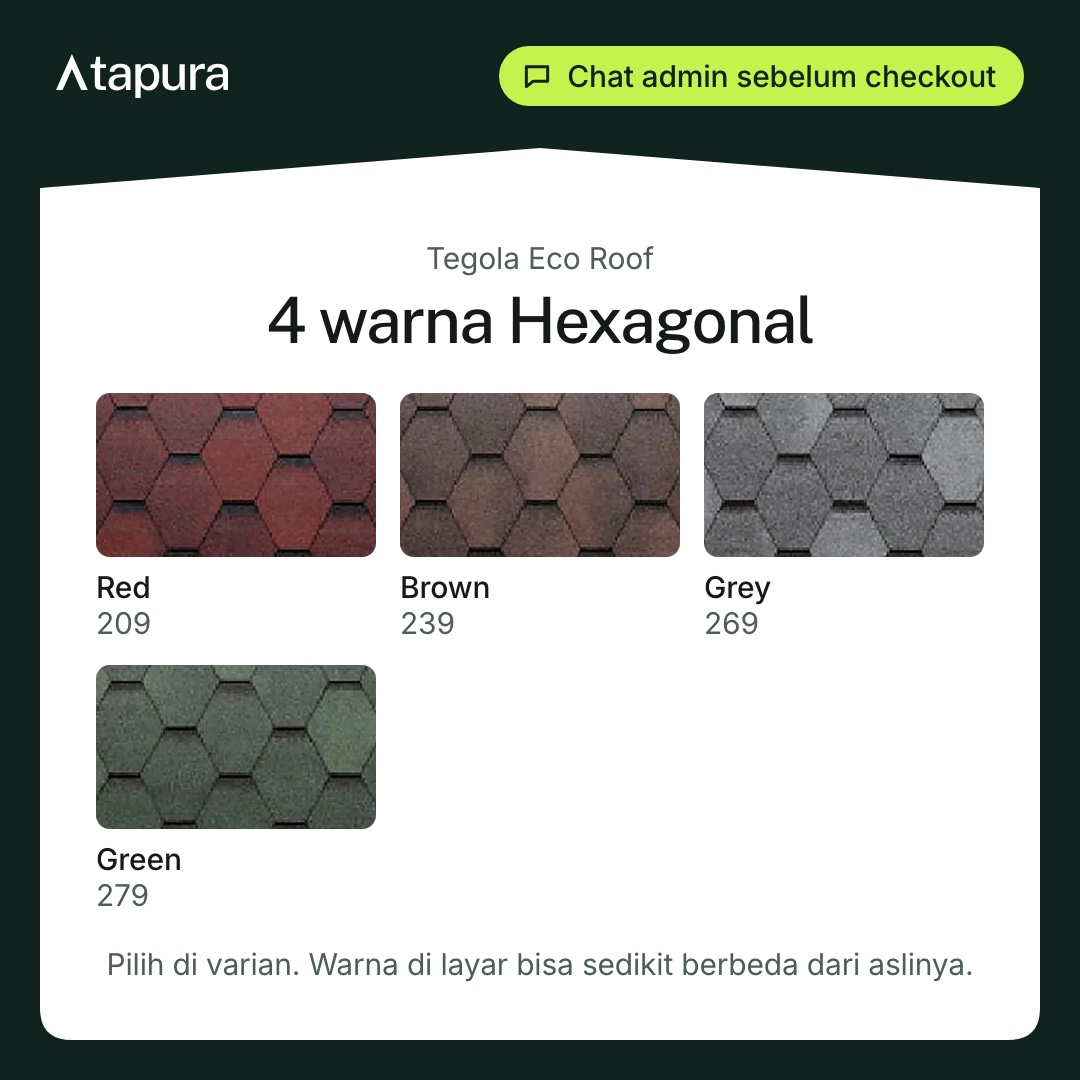 Atapura
Chat admin sebelum checkout
Tegola Eco Roof
4 warna Hexagonal
Red
209
Brown
239
Grey
269
Green
279
Pilih di varian. Warna di layar bisa sedikit berbeda dari aslinya.